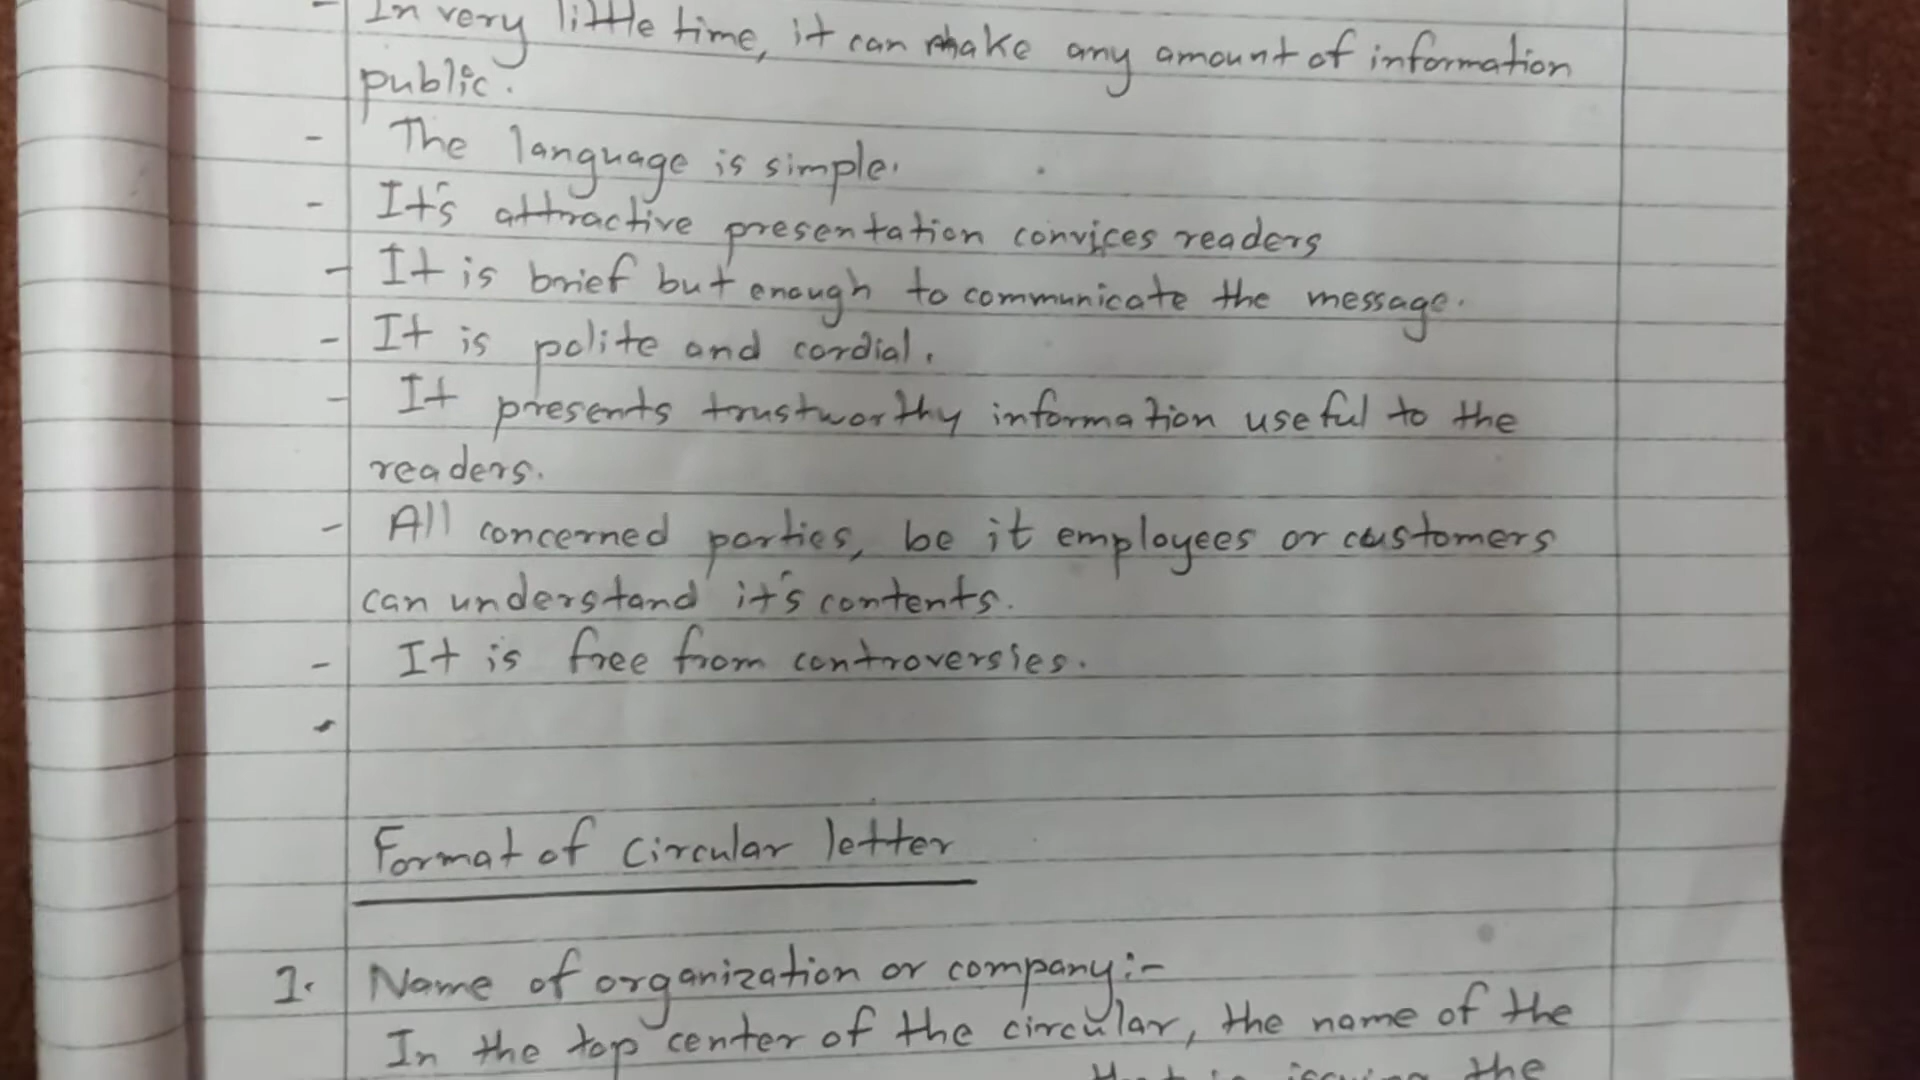 - In very little time, it can make any amount of information
public.
- The language is simple.
- It's attractive presentation convices readers
- It is brief but enough to communicate the message.
- It is polite and cordial.
- It presents trustworthy information useful to the
readers.
- All concerned parties, be it employees or customers
can understand it's contents.
- It is free from controversies.
-
Format of circular letter
1. Name of organization or company:-
In the top center of the circular, the name of the
the